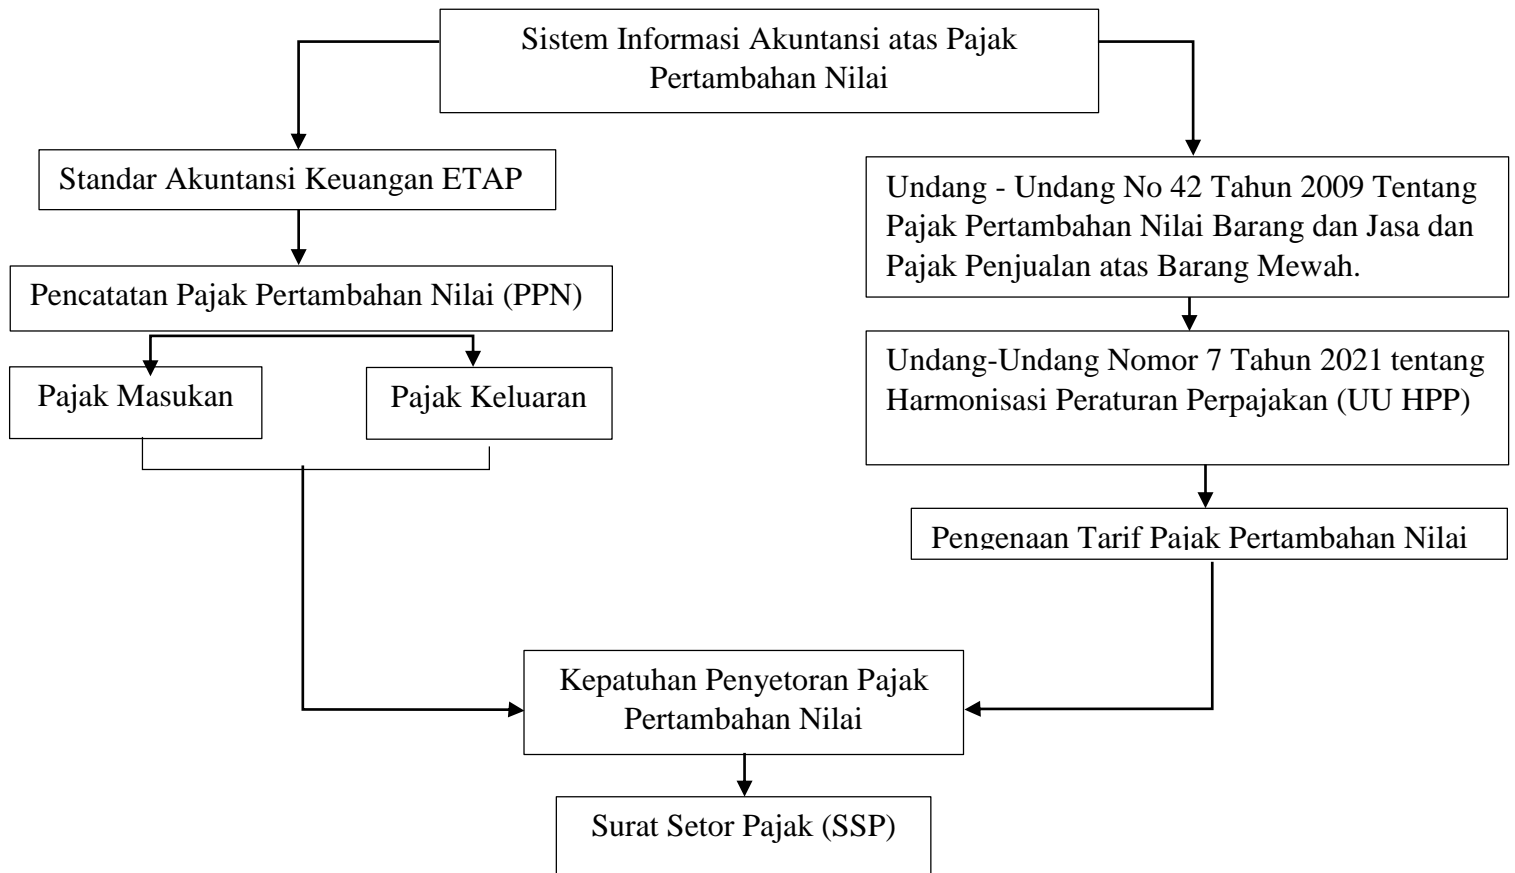 Sistem Informasi Akuntansi atas Pajak
Pertambahan Nilai
Standar Akuntansi Keuangan ETAP
Undang - Undang No 42 Tahun 2009 Tentang
Pajak Pertambahan Nilai Barang dan Jasa dan
Pajak Penjualan atas Barang Mewah.
Pencatatan Pajak Pertambahan Nilai (PPN)
Undang-Undang Nomor 7 Tahun 2021 tentang
Harmonisasi Peraturan Perpajakan (UU HPP)
Pajak Masukan
Pajak Keluaran
Pengenaan Tarif Pajak Pertambahan Nilai
Kepatuhan Penyetoran Pajak
Pertambahan Nilai
Surat Setor Pajak (SSP)